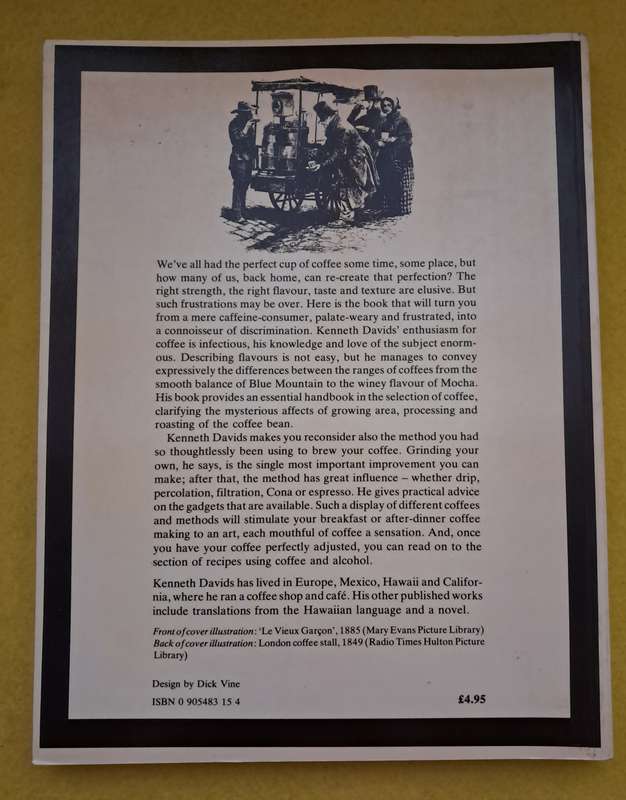 We've all had the perfect cup of coffee some time, some place, but
how many of us, back home, can re-create that perfection? The
right strength, the right flavour, taste and texture are elusive. But
such frustrations may be over. Here is the book that will turn you
from a mere caffeine-consumer, palate-weary and frustrated, into
a connoisseur of discrimination. Kenneth Davids' enthusiasm for
coffee is infectious, his knowledge and love of the subject enorm-
ous. Describing flavours is not easy, but he manages to convey
expressively the differences between the ranges of coffees from the
smooth balance of Blue Mountain to the winey flavour of Mocha.
His book provides an essential handbook in the selection of coffee,
clarifying the mysterious affects of growing area, processing and
roasting of the coffee bean.
Kenneth Davids makes you reconsider also the method you had
so thoughtlessly been using to brew your coffee. Grinding your
own, he says, is the single most important improvement you can
make; after that, the method has great influence – whether drip,
percolation, filtration, Cona or espresso. He gives practical advice
on the gadgets that are available. Such a display of different coffees
and methods will stimulate your breakfast or after-dinner coffee
making to an art, each mouthful of coffee a sensation. And, once
you have your coffee perfectly adjusted, you can read on to the
section of recipes using coffee and alcohol.
Kenneth Davids has lived in Europe, Mexico, Hawaii and Califor-
nia, where he ran a coffee shop and café. His other published works
include translations from the Hawaiian language and a novel.
Front of cover illustration: 'Le Vieux Garçon', 1885 (Mary Evans Picture Library)
Back of cover illustration: London coffee stall, 1849 (Radio Times Hulton Picture
Library)
Design by Dick Vine
ISBN 0 905483 15 4
£4.95